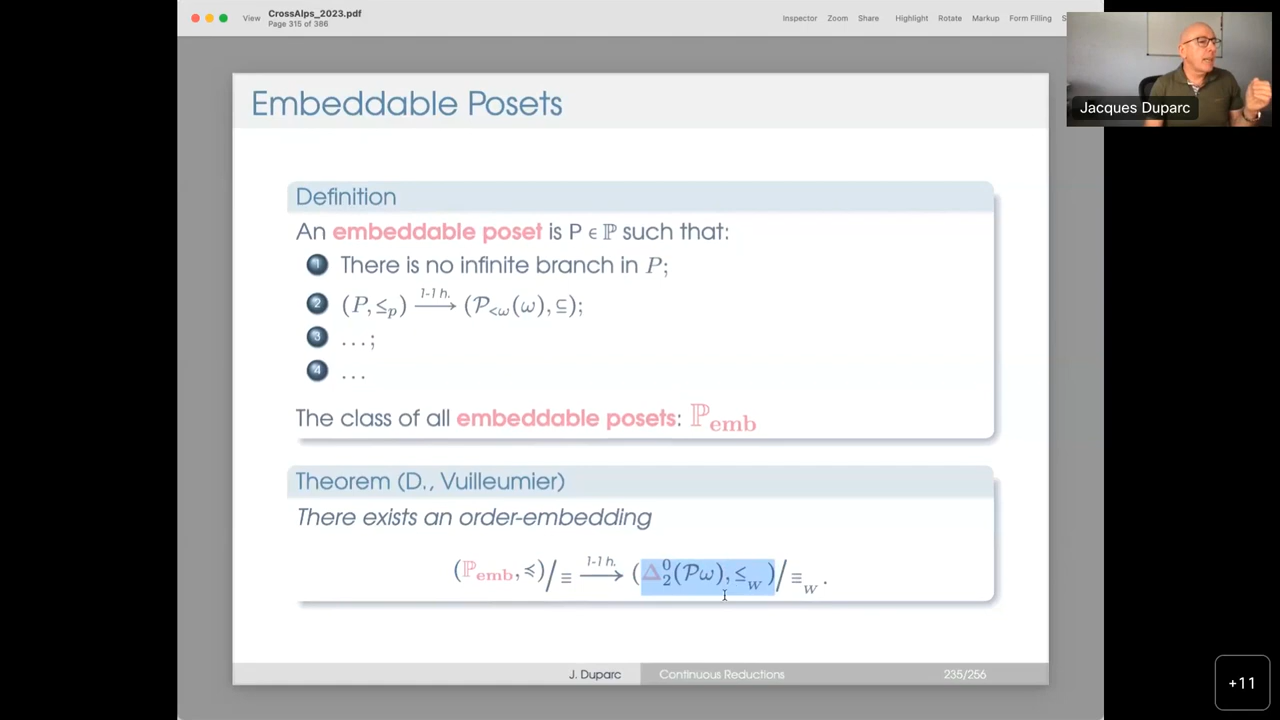 View
CrossAlps_2023.pdf
Page 315 of 386
Inspector Zoom Share Highlight Rotate Markup Form Filling S
Jacques Duparc
Embeddable Posets
Definition
An embeddable poset is P ∈ ℙ such that:
1 There is no infinite branch in P;
2 (P, ≤p) 1-1 h. ⟶ (𝒫<ω(ω), ⊆);
3 ...;
4 ...
The class of all embeddable posets: ℙemb
Theorem (D., Vuilleumier)
There exists an order-embedding
(ℙemb, ≼)/≡ 1-1 h. ⟶ (Δ⁰₂(𝒫ω), ≤W)/≡W.
J. Duparc Continuous Reductions 235/256
+11